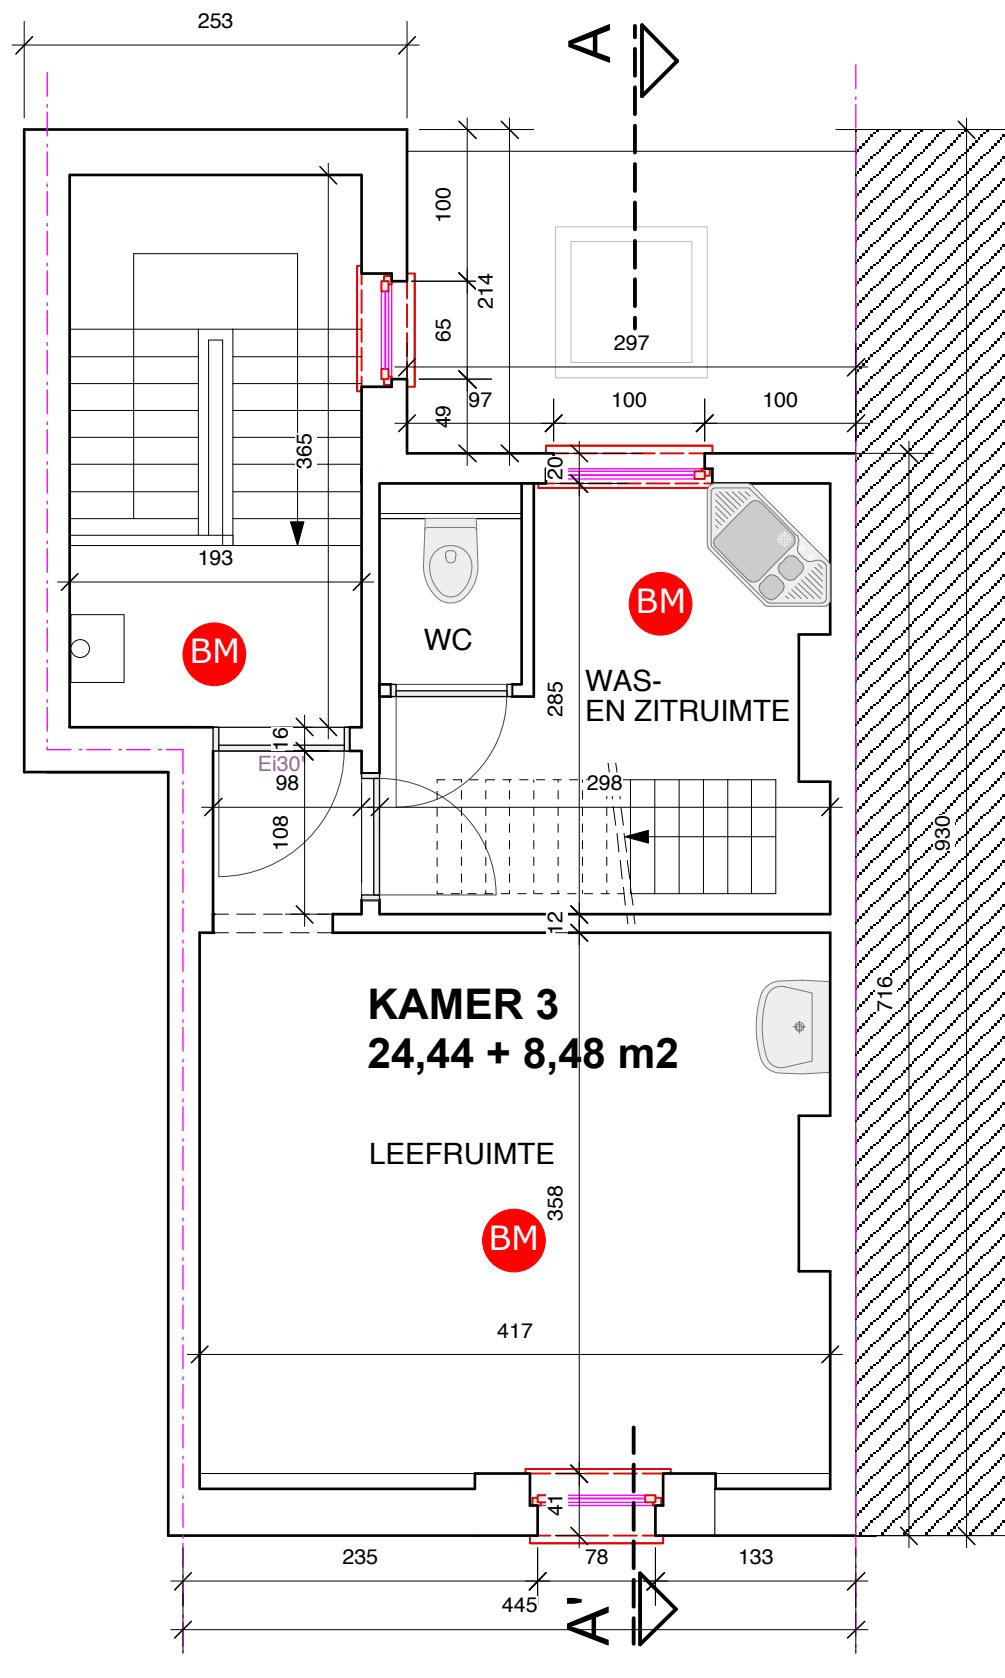 253
A
100
214
65
297
49
97
100
100
365
20
193
BM
BM
WC
WAS-
EN ZITRUIMTE
285
16
Ei30'
98
298
108
930
12
716
KAMER 3
24,44 + 8,48 m2
LEEFRUIMTE
358
BM
417
41
235
78
133
445
A'